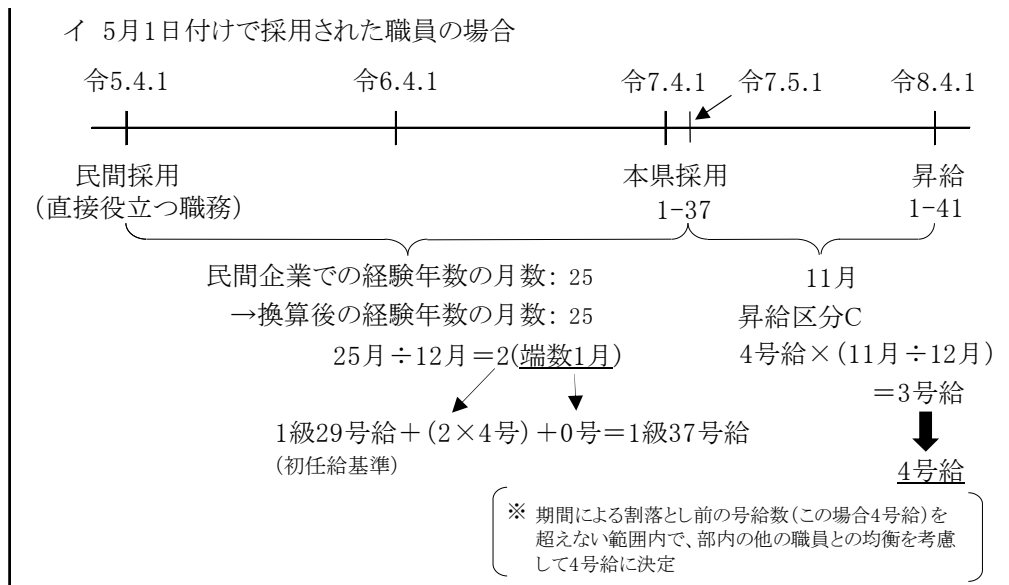 イ 5月1日付けで採用された職員の場合
令5.4.1 令6.4.1 令7.4.1 令7.5.1 令8.4.1
民間採用 本県採用 昇給
(直接役立つ職務) 1-37 1-41
民間企業での経験年数の月数: 25 11月
→換算後の経験年数の月数: 25 昇給区分C
25月÷12月=2(端数1月) 4号給×(11月÷12月)
=3号給
1級29号給+(2×4号)+0号=1級37号給
(初任給基準) 4号給
※ 期間による割落とし前の号給数(この場合4号給)を
超えない範囲内で、部内の他の職員との均衡を考慮
して4号給に決定